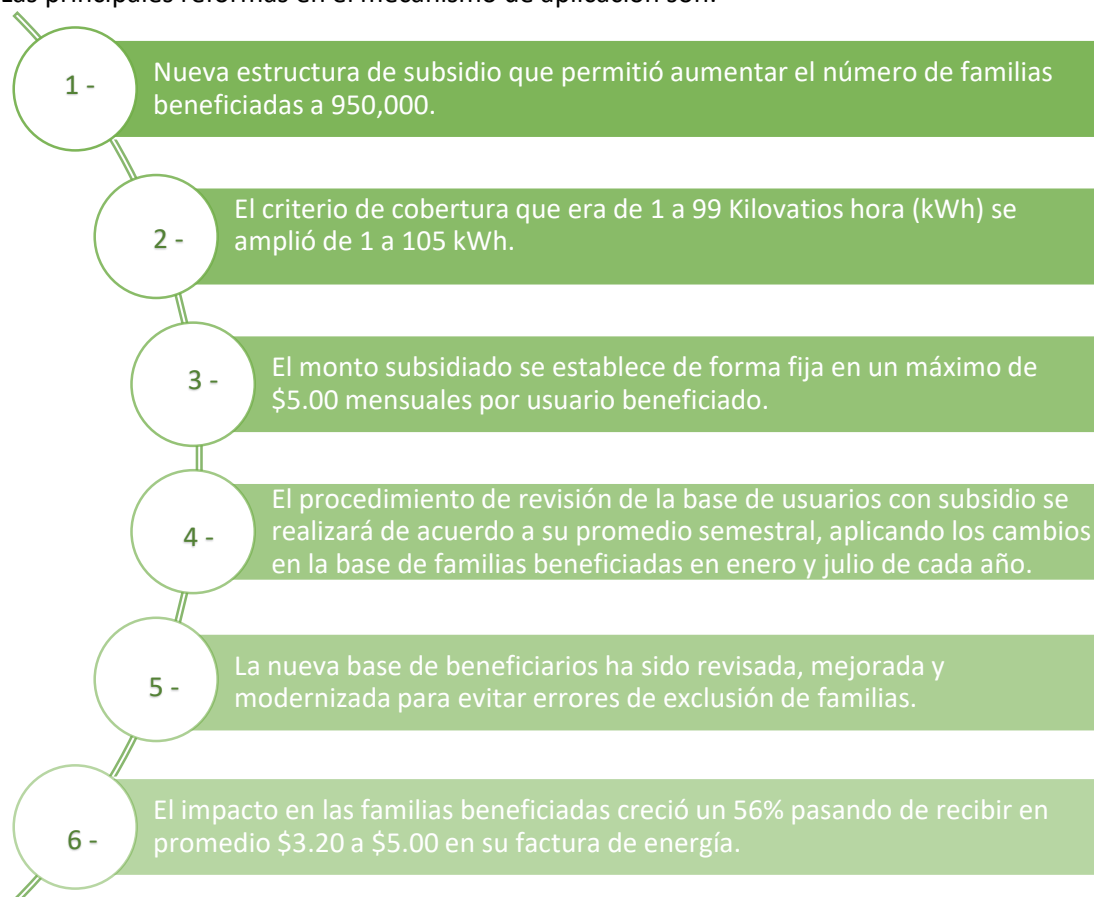 Las principales reformas en el mecanismo de aplicación son:
1 -
Nueva estructura de subsidio que permitió aumentar el número de familias
beneficiadas a 950,000.
2 -
El criterio de cobertura que era de 1 a 99 Kilovatios hora (kWh) se
amplió de 1 a 105 kWh.
3 -
El monto subsidiado se establece de forma fija en un máximo de
$5.00 mensuales por usuario beneficiado.
4 -
El procedimiento de revisión de la base de usuarios con subsidio se
realizará de acuerdo a su promedio semestral, aplicando los cambios
en la base de familias beneficiadas en enero y julio de cada año.
5 -
La nueva base de beneficiarios ha sido revisada, mejorada y
modernizada para evitar errores de exclusión de familias.
6 -
El impacto en las familias beneficiadas creció un 56% pasando de recibir en
promedio $3.20 a $5.00 en su factura de energía.